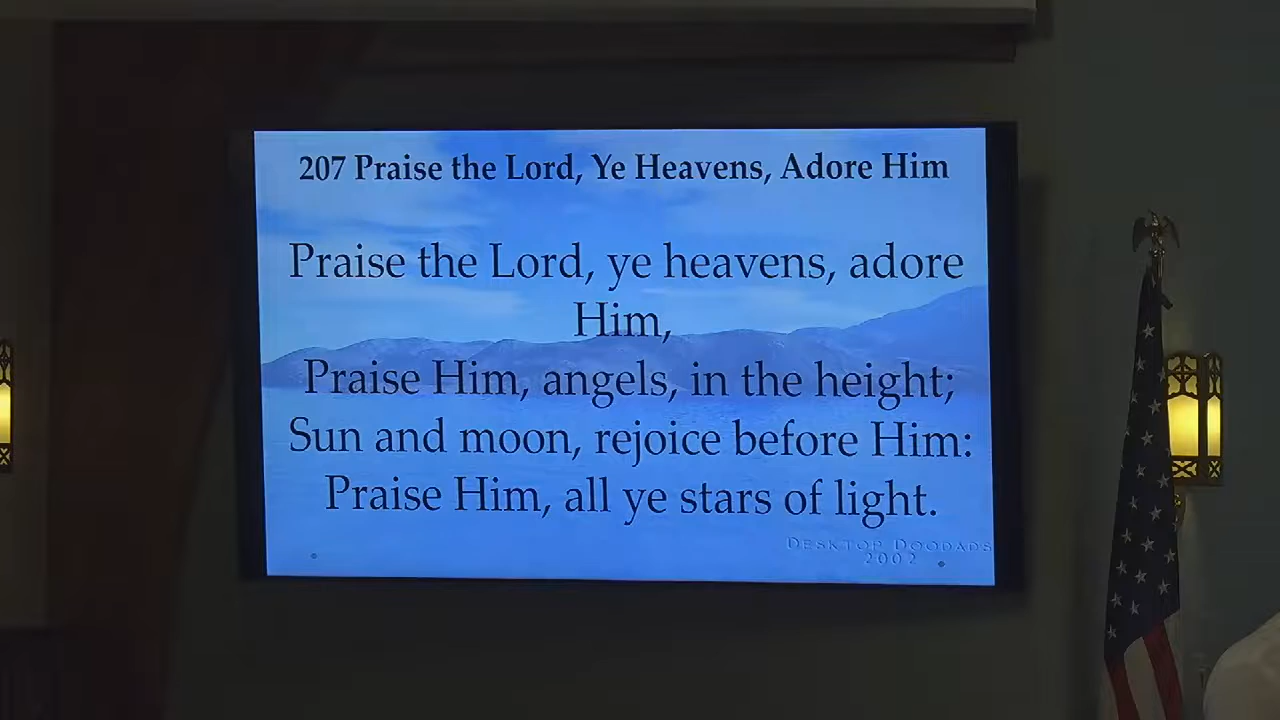 207 Praise the Lord, Ye Heavens, Adore Him
Praise the Lord, ye heavens, adore
Him,
Praise Him, angels, in the height;
Sun and moon, rejoice before Him:
Praise Him, all ye stars of light.
Desktop Doodads
2002